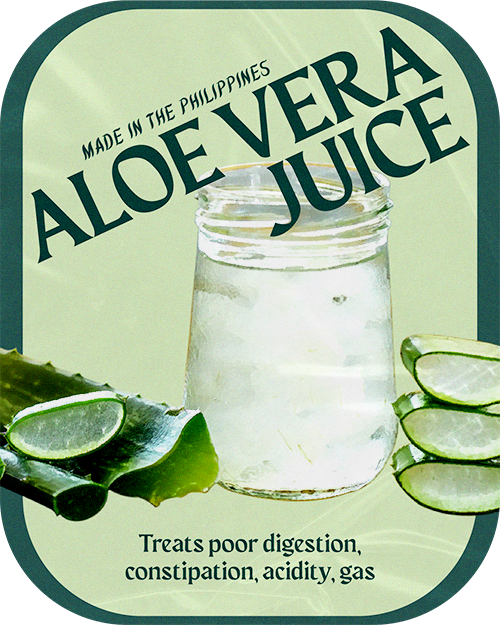 MADE IN THE PHILIPPINES
ALOE VERA
JUICE
Treats poor digestion,
constipation, acidity, gas